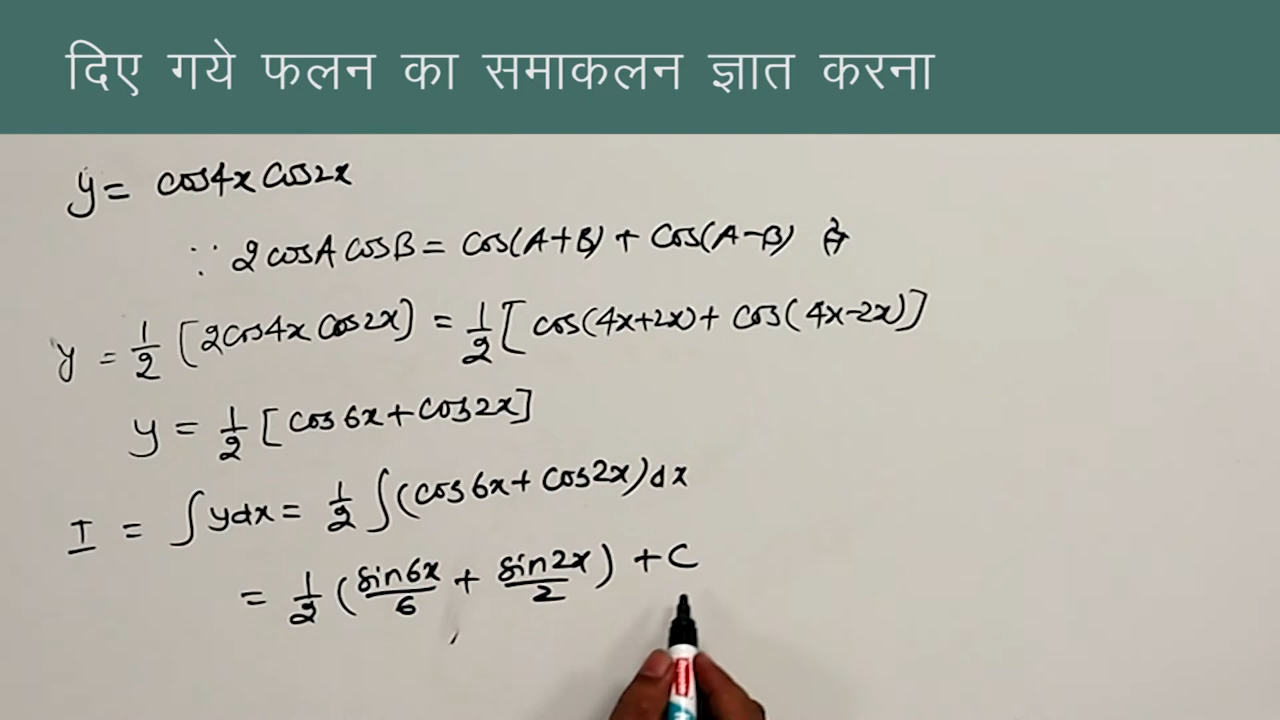 दिए गये फलन का समाकलन ज्ञात करना
y = cos4x cos2x
∵ 2cosA cosB = cos(A+B) + cos(A-B) से
y = 1/2 [2cos4x cos2x] = 1/2 [cos(4x+2x) + cos(4x-2x)]
y = 1/2 [cos6x + cos2x]
I = ∫ydx = 1/2 ∫(cos6x + cos2x)dx
= 1/2 (sin6x/6 + sin2x/2) + C